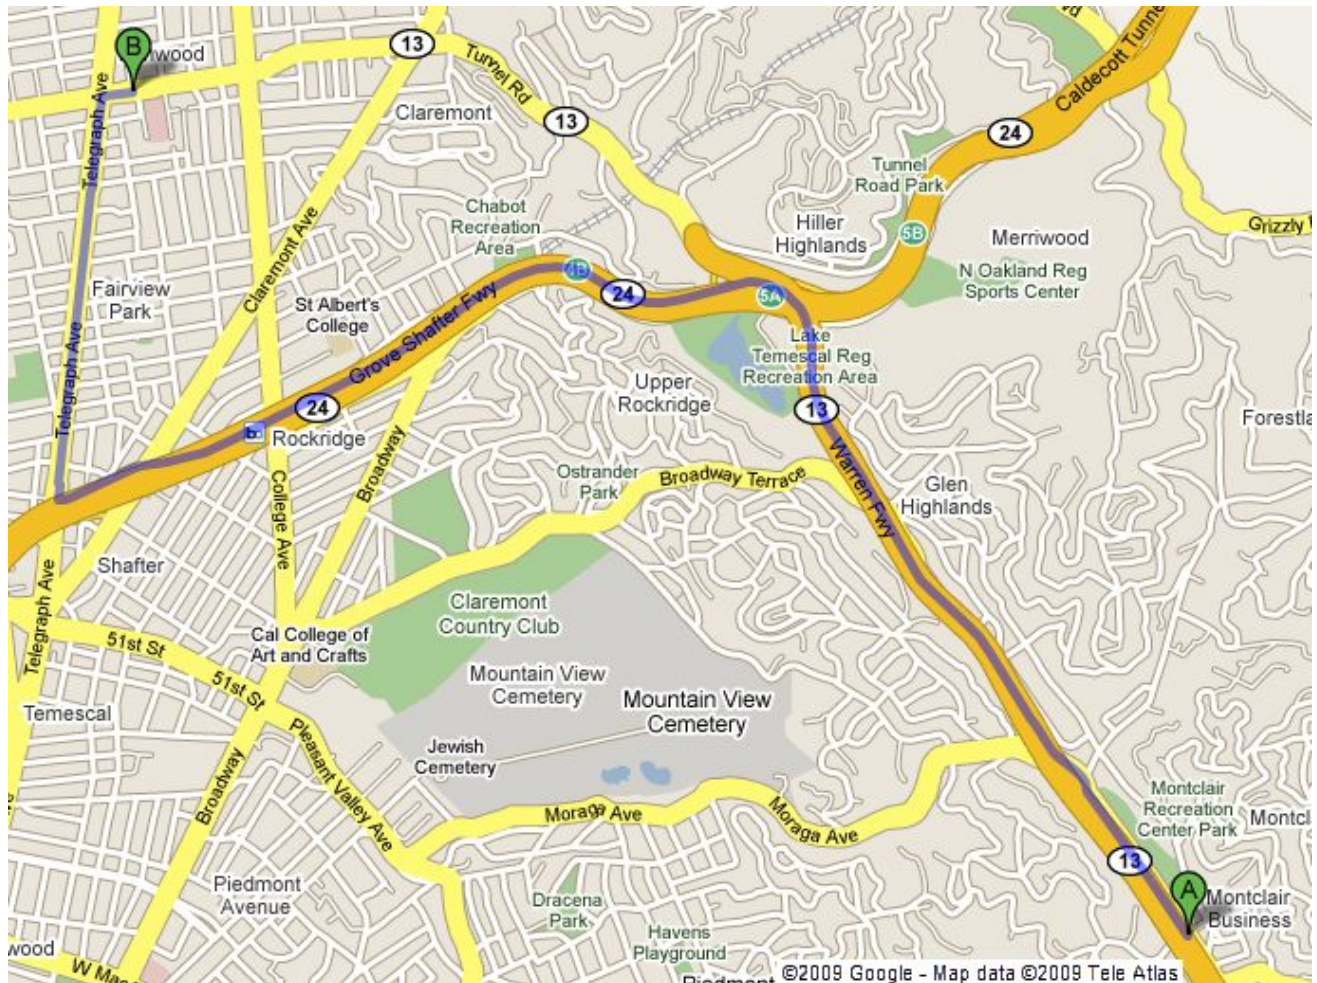 B
nwood
13
Tunnel Rd
Caldecott Tunne
Telegraph Ave
Claremont
13
24
Tunnel
Road Park
Chabot
Recreation
Area
Hiller
Highlands
5B
Merriwood
Grizzly
Claremont Ave
N Oakland Reg
Sports Center
Fairview
Park
St Albert's
College
4B
24
5A
Grove Shafter Fwy
Lake
Temescal Reg
Recreation Area
Telegraph Ave
Upper
Rockridge
24
13
Forestla
Rockridge
Warren Fwy
Broadway
Ostrander
Park
Broadway Terrace
Glen
Highlands
College Ave
Shafter
Telegraph Ave
Claremont
Country Club
51st St
Cal College of
Art and Crafts
51st St
Mountain View
Cemetery
Mountain View
Cemetery
Temescal
Pleasant Valley Ave
Jewish
Cemetery
Broadway
Moraga Ave
Moraga Ave
Montclair
Recreation
Center Park
Montcl
13
A
Piedmont
Avenue
Dracena
Park
Montclair
Business
Havens
Playground
wood
W Mac
Piedmont
©2009 Google - Map data ©2009 Tele Atlas